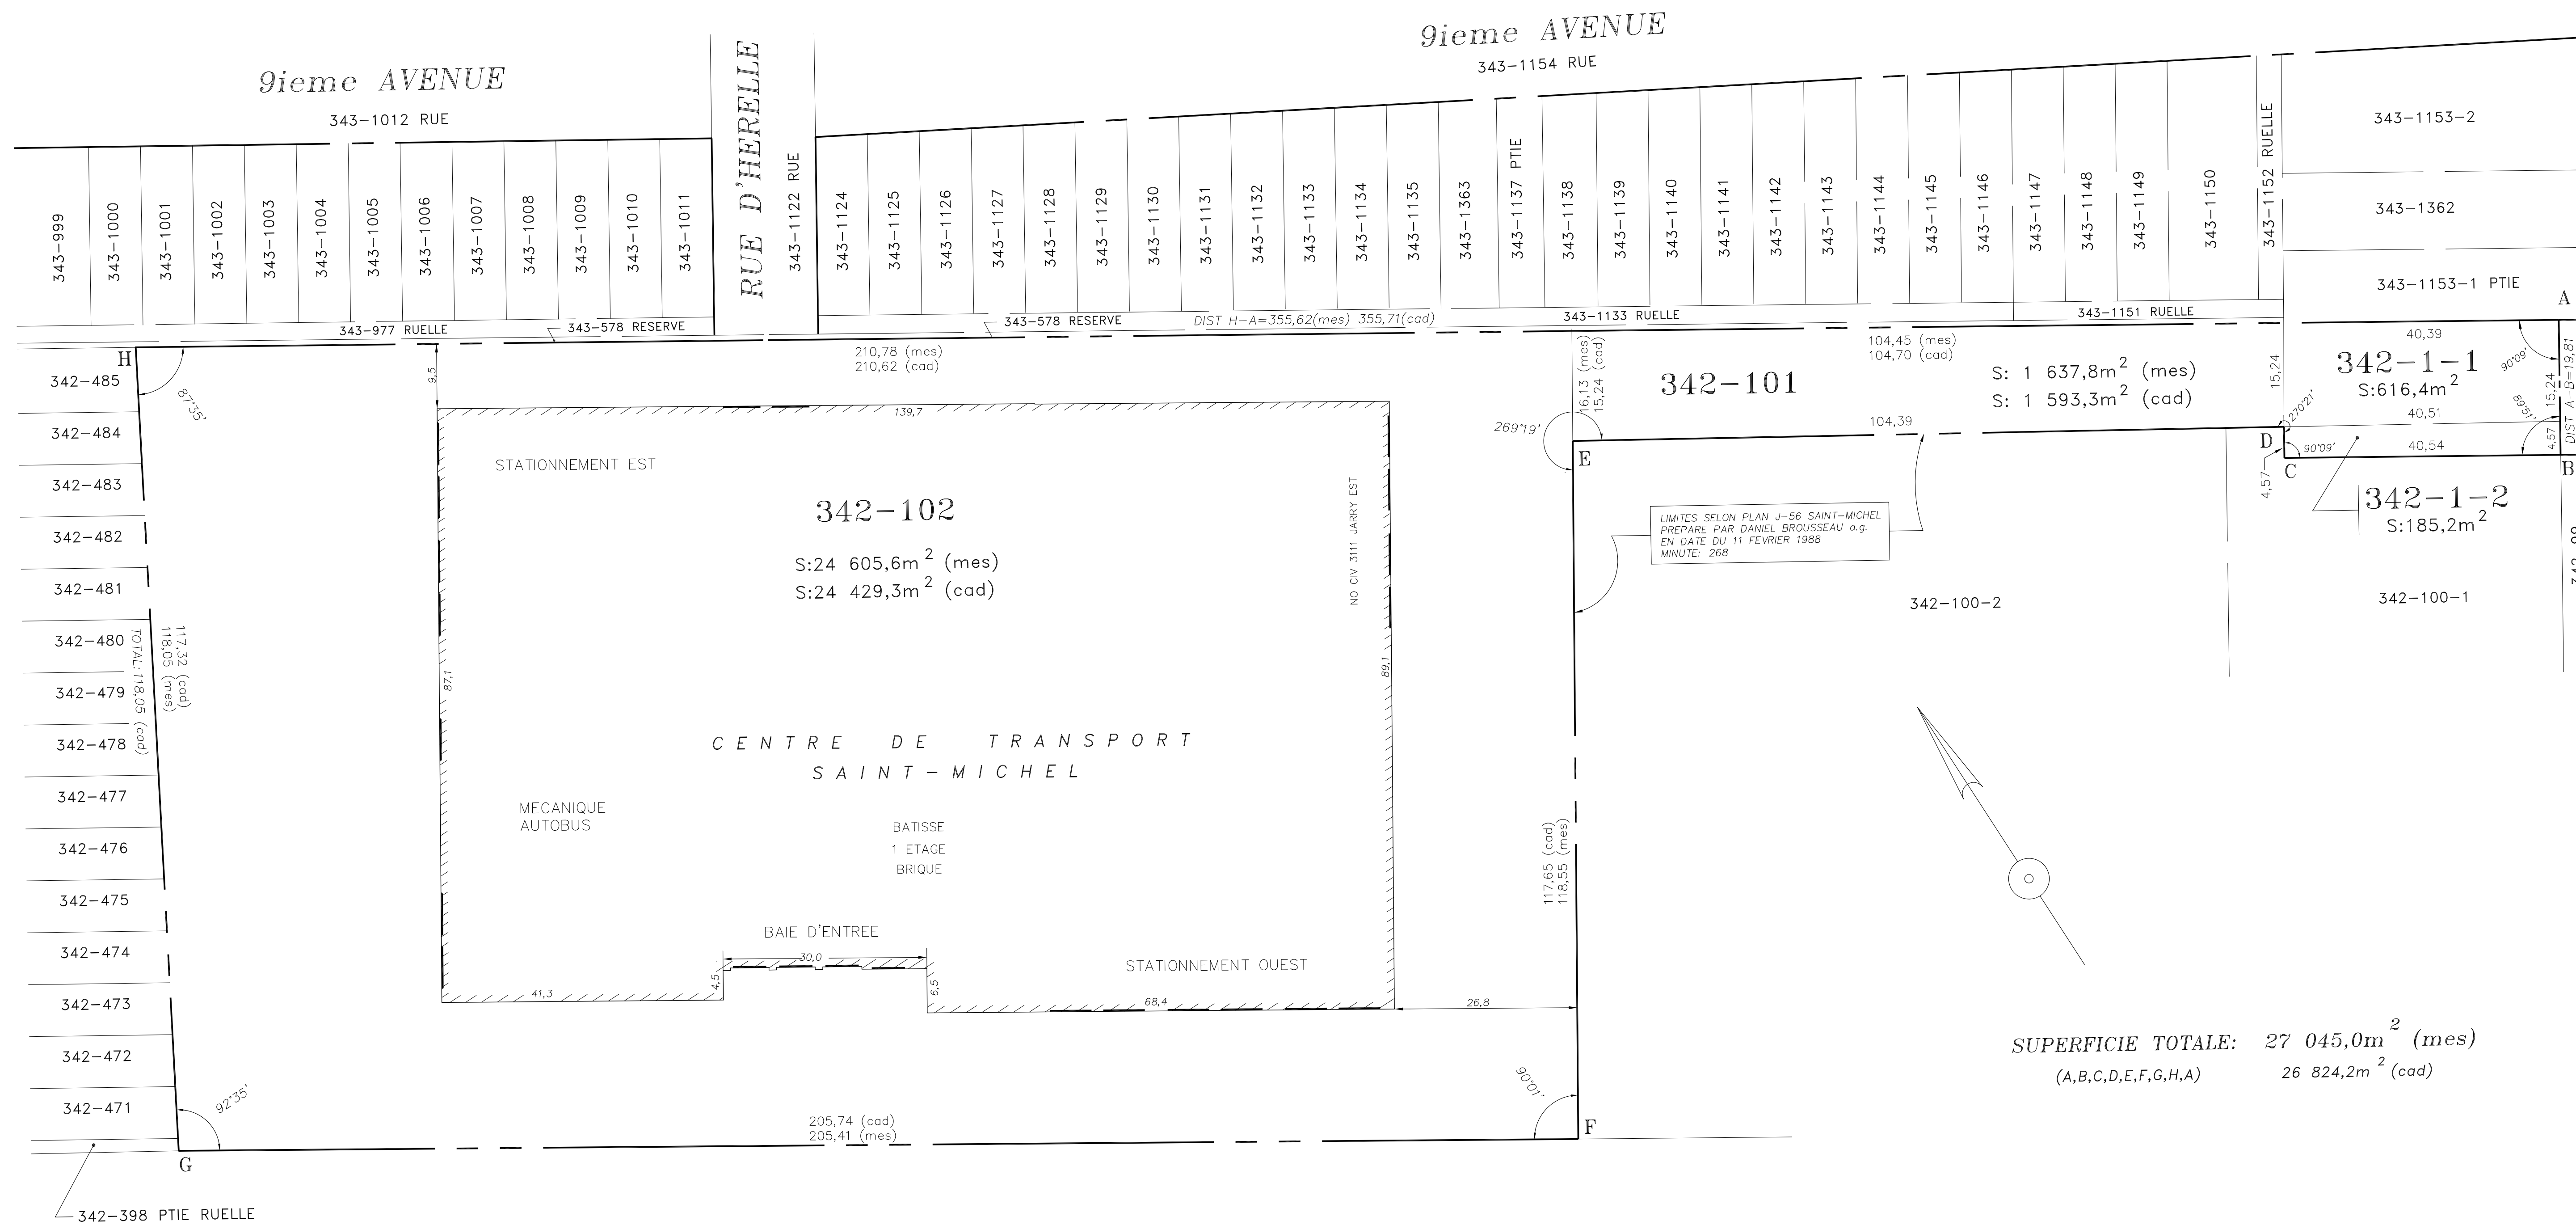 9ieme AVENUE
343-1012 RUE
RUE D'HERELLE
343-1122 RUE
9ieme AVENUE
343-1154 RUE
343-999
343-1000
343-1001
343-1002
343-1003
343-1004
343-1005
343-1006
343-1007
343-1008
343-1009
343-1010
343-1011
343-1124
343-1125
343-1126
343-1127
343-1128
343-1129
343-1130
343-1131
343-1132
343-1133
343-1134
343-1135
343-1363
343-1137 PTIE
343-1138
343-1139
343-1140
343-1141
343-1142
343-1143
343-1144
343-1145
343-1146
343-1147
343-1148
343-1149
343-1150
343-1152 RUELLE
343-1153-2
343-1362
343-1153-1 PTIE
343-977 RUELLE
343-578 RESERVE
343-578 RESERVE
DIST H-A=355,62(mes) 355,71(cad)
343-1133 RUELLE
343-1151 RUELLE
A
H
87°35'
342-485
342-484
342-483
342-482
342-481
342-480
342-479
342-478
342-477
342-476
342-475
342-474
342-473
342-472
342-471
342-398 PTIE RUELLE
TOTAL:118,05 (cad)
117,32 (cad)
118,05 (mes)
9,5
210,78 (mes)
210,62 (cad)
139,7
STATIONNEMENT EST
342-102
S:24 605,6m2 (mes)
S:24 429,3m2 (cad)
NO CIV 3111 JARRY EST
87,1
89,1
CENTRE DE TRANSPORT
SAINT-MICHEL
MECANIQUE
AUTOBUS
BATISSE
1 ETAGE
BRIQUE
BAIE D'ENTREE
30,0
4,5
6,5
41,3
68,4
STATIONNEMENT OUEST
26,8
16,13 (mes)
15,24 (cad)
269°19'
E
342-101
104,45 (mes)
104,70 (cad)
S: 1 637,8m2 (mes)
S: 1 593,3m2 (cad)
104,39
15,24
270°21'
D
C
4,57
90°09'
40,39
342-1-1
S:616,4m2
40,51
40,54
90°09'
89°51'
15,24
4,57
DIST A-B=19,81
B
342-1-2
S:185,2m2
LIMITES SELON PLAN J-56 SAINT-MICHEL
PREPARE PAR DANIEL BROUSSEAU a.g.
EN DATE DU 11 FEVRIER 1988
MINUTE: 268
342-100-2
342-100-1
117,65 (cad)
118,55 (mes)
90°01'
F
92°35'
G
205,74 (cad)
205,41 (mes)
SUPERFICIE TOTALE: 27 045,0m2 (mes)
(A,B,C,D,E,F,G,H,A) 26 824,2m2 (cad)